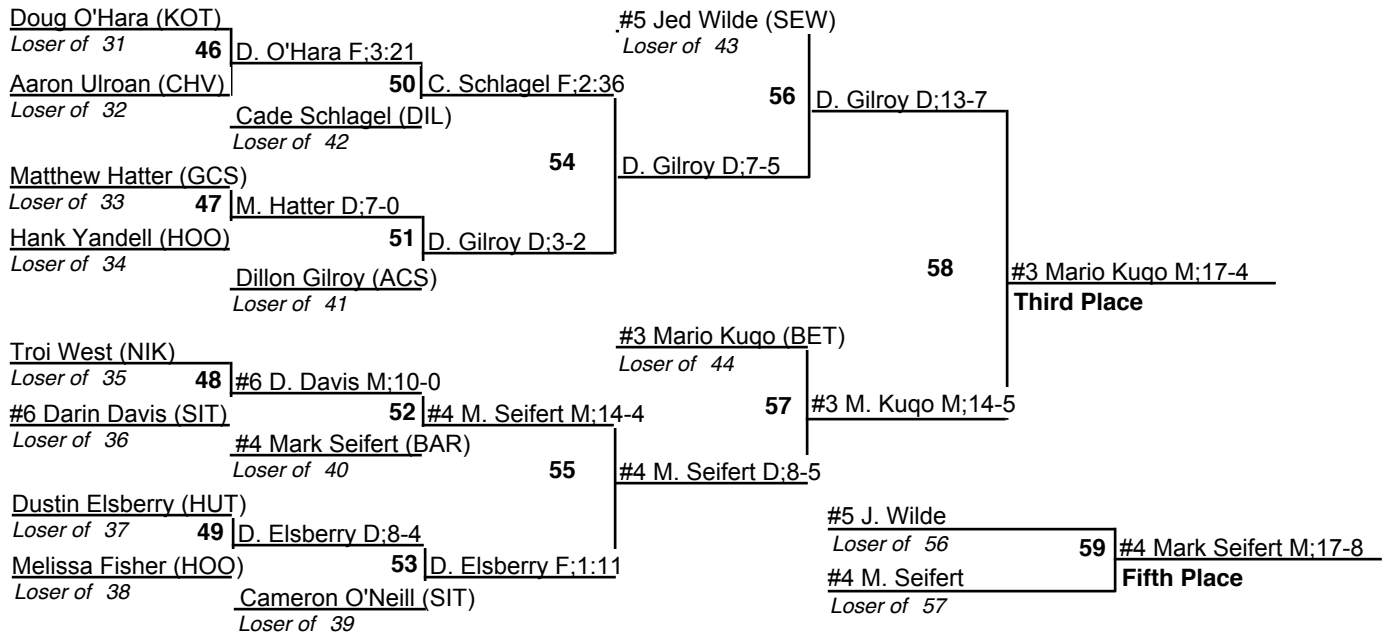 Doug O'Hara (KOT)
Loser of 31
46
D. O'Hara F;3:21
Aaron Ulroan (CHV)
Loser of 32
50
C. Schlagel F;2:36
Cade Schlagel (DIL)
Loser of 42
54
Matthew Hatter (GCS)
Loser of 33
47
M. Hatter D;7-0
Hank Yandell (HOO)
Loser of 34
51
D. Gilroy D;3-2
Dillon Gilroy (ACS)
Loser of 41
#5 Jed Wilde (SEW)
Loser of 43
56
D. Gilroy D;13-7
D. Gilroy D;7-5
58
#3 Mario Kuqo M;17-4
Third Place
Troi West (NIK)
Loser of 35
48
#6 D. Davis M;10-0
#6 Darin Davis (SIT)
Loser of 36
52
#4 M. Seifert M;14-4
#4 Mark Seifert (BAR)
Loser of 40
55
Dustin Elsberry (HUT)
Loser of 37
49
D. Elsberry D;8-4
Melissa Fisher (HOO)
Loser of 38
53
D. Elsberry F;1:11
Cameron O'Neill (SIT)
Loser of 39
#3 Mario Kuqo (BET)
Loser of 44
57
#3 M. Kuqo M;14-5
#4 M. Seifert D;8-5
#5 J. Wilde
Loser of 56
59
#4 Mark Seifert M;17-8
Fifth Place
#4 M. Seifert
Loser of 57